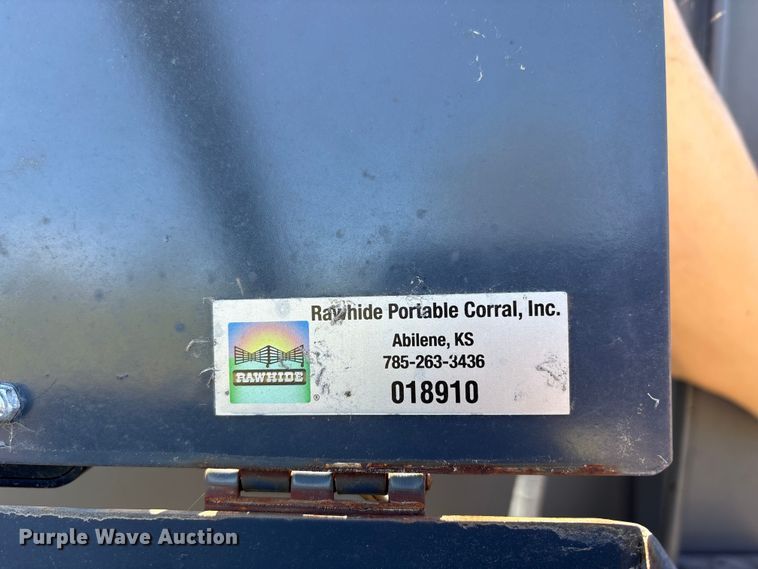 Rawhide Portable Corral, Inc.
Abilene, KS
785-263-3436
018910
RAWHIDE
®
Purple Wave Auction